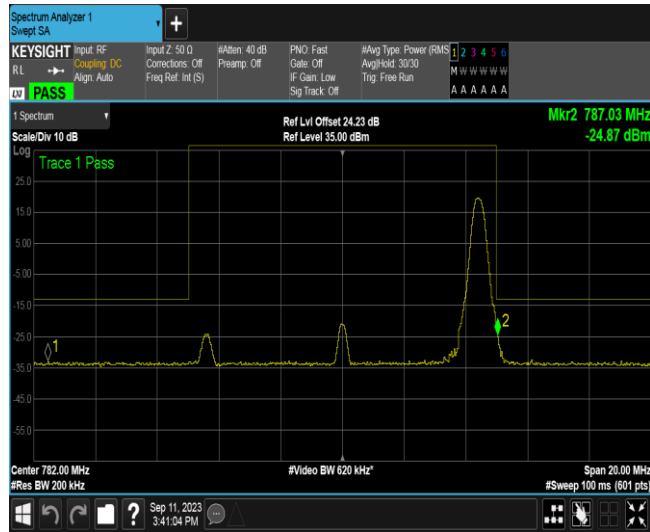 Spectrum Analyzer 1
Swept SA
+
KEYSIGHT
RL
LXI PASS
Input: RF
Coupling: DC
Align: Auto
Input Z: 50 Ω
Corrections: Off
Freq Ref: Int (S)
#Atten: 40 dB
Preamp: Off
PNO: Fast
Gate: Off
IF Gain: Low
Sig Track: Off
#Avg Type: Power (RMS
Avg|Hold: 30/30
Trig: Free Run
1 2 3 4 5 6
M W W W W W
A A A A A A
1 Spectrum
Scale/Div 10 dB
Log
Ref Lvl Offset 24.23 dB
Ref Level 35.00 dBm
Mkr2 787.03 MHz
-24.87 dBm
Trace 1 Pass
25.0
15.0
5.00
-5.00
-15.0
-25.0
-35.0
-45.0
-55.0
1
2
Center 782.00 MHz
#Res BW 200 kHz
#Video BW 620 kHz*
Span 20.00 MHz
#Sweep 100 ms (601 pts)
?
Sep 11, 2023
3:41:04 PM